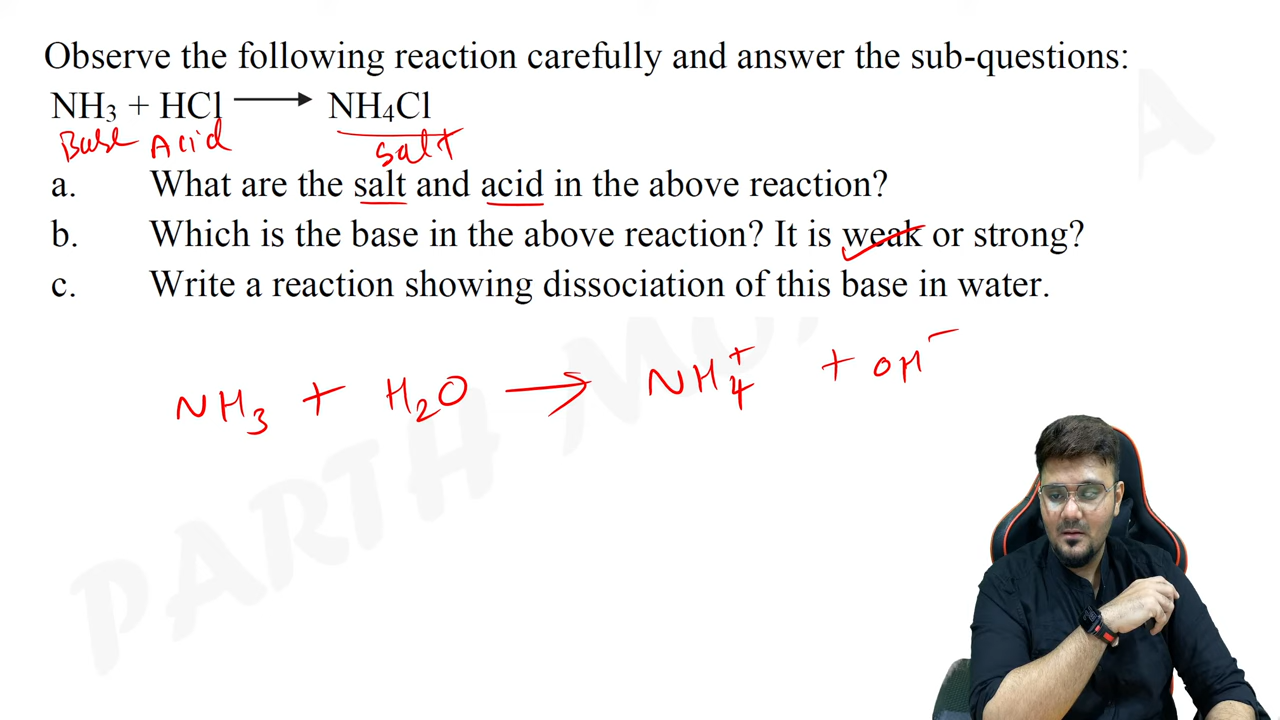 Observe the following reaction carefully and answer the sub-questions:
NH₃ + HCl ⟶ NH₄Cl
Base Acid salt
a. What are the salt and acid in the above reaction?
b. Which is the base in the above reaction? It is weak or strong?
c. Write a reaction showing dissociation of this base in water.
NH₃ + H₂O ⟶ NH₄⁺ + OH⁻
PARTH MO
A